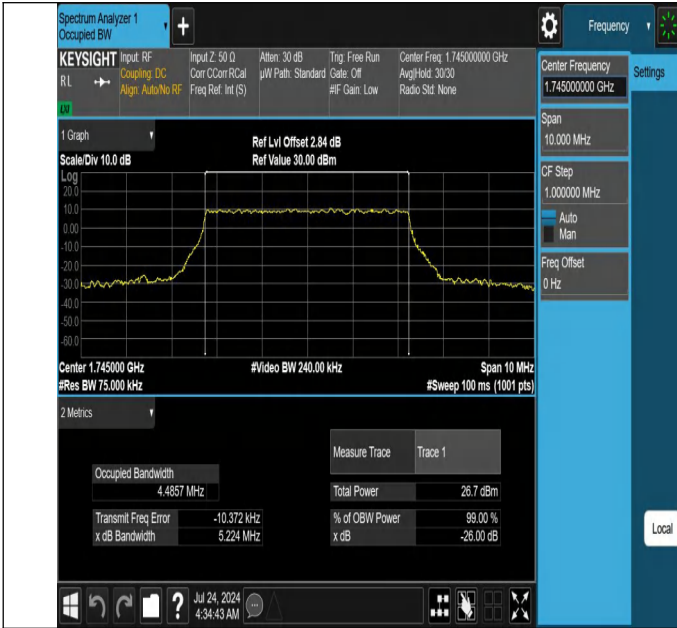 Spectrum Analyzer 1
Occupied BW
+
Frequency
KEYSIGHT
RL
LXI
Input: RF
Coupling: DC
Align: Auto/No RF
Input Z: 50 Ω
Corr CCorr RCal
Freq Ref: Int (S)
Atten: 30 dB
µW Path: Standard
Trig: Free Run
Gate: Off
#IF Gain: Low
Center Freq: 1.745000000 GHz
Avg|Hold: 30/30
Radio Std: None
Center Frequency
1.745000000 GHz
Settings
Span
10.000 MHz
CF Step
1.000000 MHz
Auto
Man
Freq Offset
0 Hz
Local
1 Graph
Scale/Div 10.0 dB
Ref Lvl Offset 2.84 dB
Ref Value 30.00 dBm
Log
20.0
10.0
0.00
-10.0
-20.0
-30.0
-40.0
-50.0
-60.0
Center 1.745000 GHz
#Video BW 240.00 kHz
Span 10 MHz
#Res BW 75.000 kHz
#Sweep 100 ms (1001 pts)
2 Metrics
Measure Trace
Trace 1
Occupied Bandwidth
4.4857 MHz
Total Power
26.7 dBm
Transmit Freq Error
-10.372 kHz
% of OBW Power
99.00 %
x dB Bandwidth
5.224 MHz
x dB
-26.00 dB
?
Jul 24, 2024
4:34:43 AM